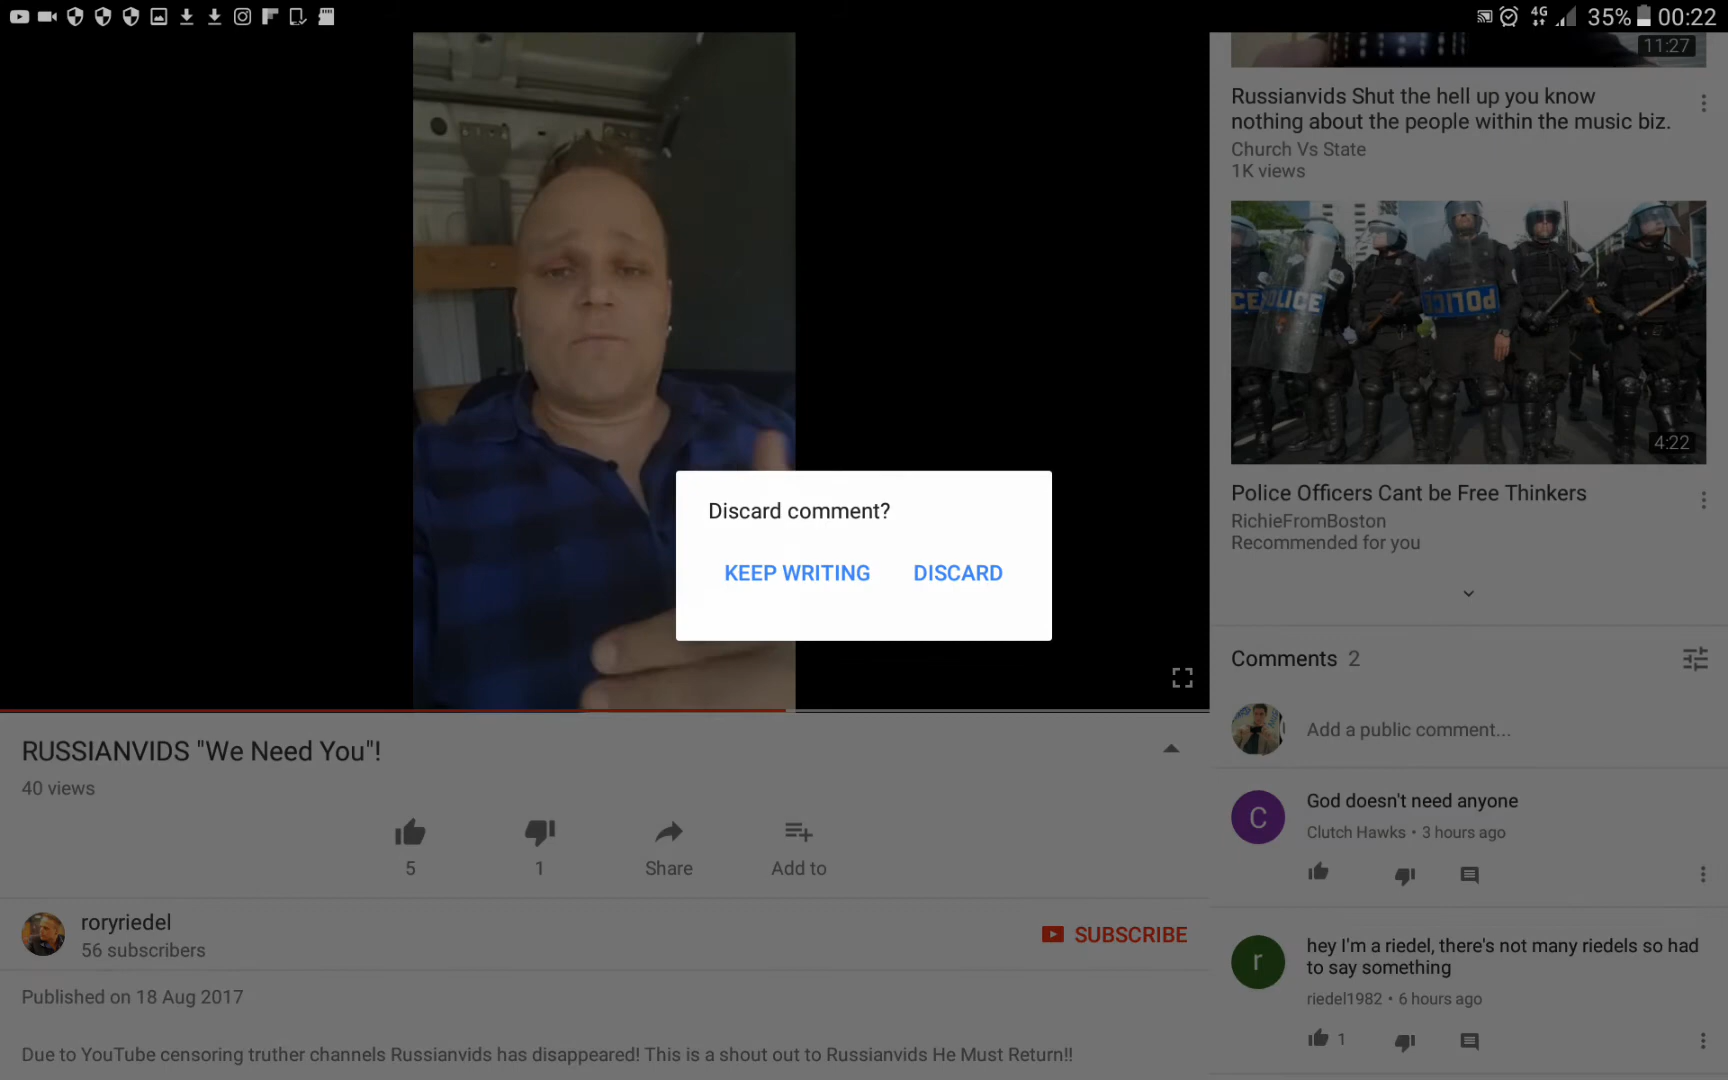 4G 35% 00:22
11:27
Russianvids Shut the hell up you know
nothing about the people within the music biz.
Church Vs State
1K views
POLICE
POLICE
4:22
Police Officers Cant be Free Thinkers
RichieFromBoston
Recommended for you
Discard comment?
KEEP WRITING DISCARD
RUSSIANVIDS "We Need You"!
40 views
5 1 Share Add to
roryriedel
56 subscribers
SUBSCRIBE
Published on 18 Aug 2017
Due to YouTube censoring truther channels Russianvids has disappeared! This is a shout out to Russianvids He Must Return!!
Comments 2
Add a public comment...
C
God doesn't need anyone
Clutch Hawks • 3 hours ago
r
hey I'm a riedel, there's not many riedels so had
to say something
riedel1982 • 6 hours ago
1